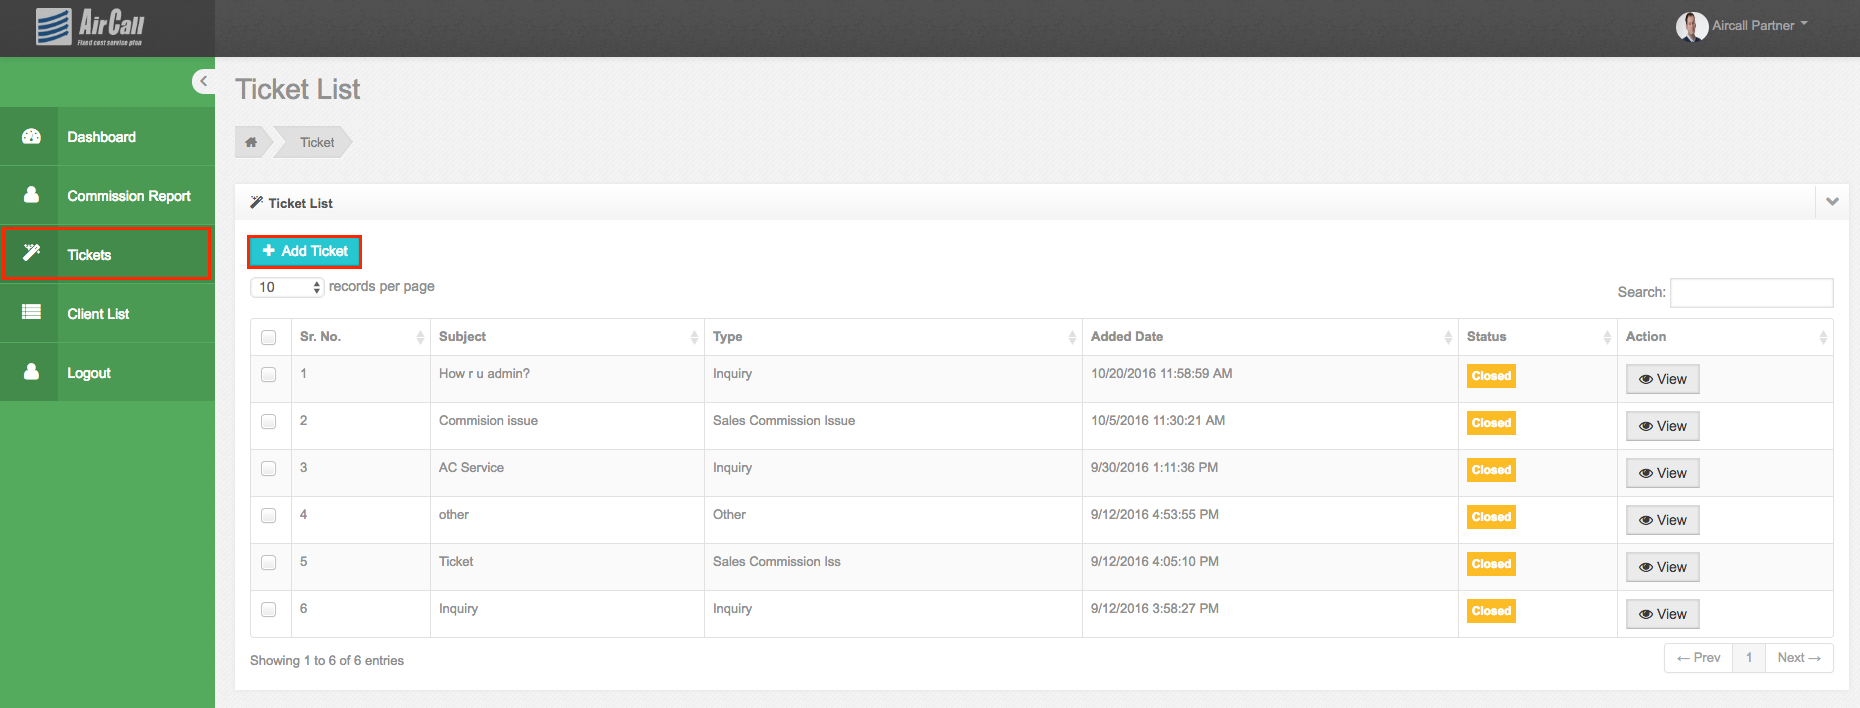 AirCall
Fixed cost service plan
Aircall Partner
Dashboard
Commission Report
Tickets
Client List
Logout
Ticket List
Ticket
Ticket List
Add Ticket
10 records per page
Search:
Sr. No. Subject Type Added Date Status Action
1 How r u admin? Inquiry 10/20/2016 11:58:59 AM Closed View
2 Commision issue Sales Commission Issue 10/5/2016 11:30:21 AM Closed View
3 AC Service Inquiry 9/30/2016 1:11:36 PM Closed View
4 other Other 9/12/2016 4:53:55 PM Closed View
5 Ticket Sales Commission Iss 9/12/2016 4:05:10 PM Closed View
6 Inquiry Inquiry 9/12/2016 3:58:27 PM Closed View
Showing 1 to 6 of 6 entries
← Prev 1 Next →